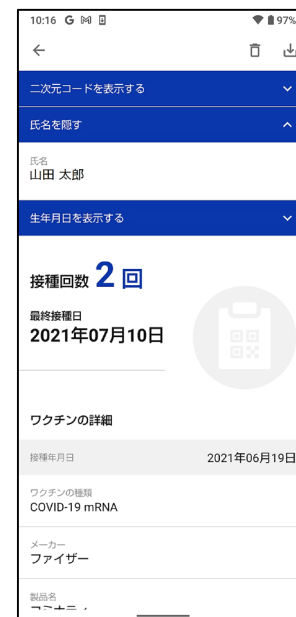 10:16 G 97%
二次元コードを表示する
氏名を隠す
氏名
山田 太郎
生年月日を表示する
接種回数 2 回
最終接種日
2021年07月10日
ワクチンの詳細
接種年月日 2021年06月19日
ワクチンの種類
COVID-19 mRNA
メーカー
ファイザー
製品名